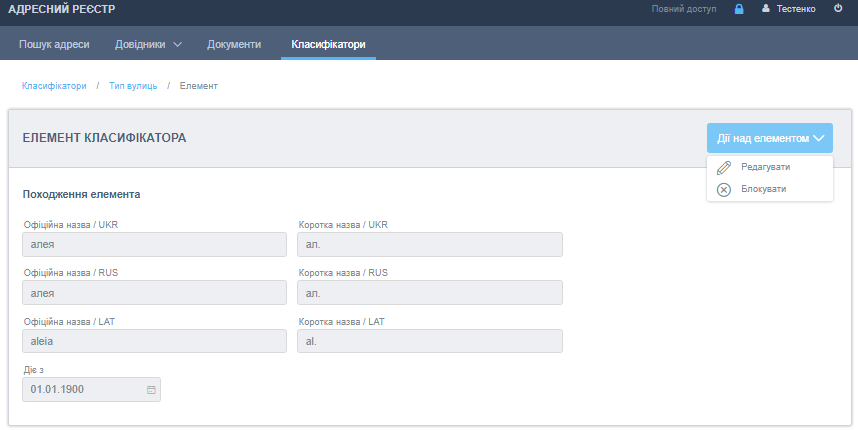 АДРЕСНИЙ РЕЄСТР
Повний доступ
Тестенко
Пошук адреси
Довідники
Документи
Класифікатори
Класифікатори / Тип вулиць / Елемент
ЕЛЕМЕНТ КЛАСИФІКАТОРА
Дії над елементом
Редагувати
Блокувати
Походження елемента
Офіційна назва / UKR
Коротка назва / UKR
алея
ал.
Офіційна назва / RUS
Коротка назва / RUS
алея
ал.
Офіційна назва / LAT
Коротка назва / LAT
aleia
al.
Діє з
01.01.1900